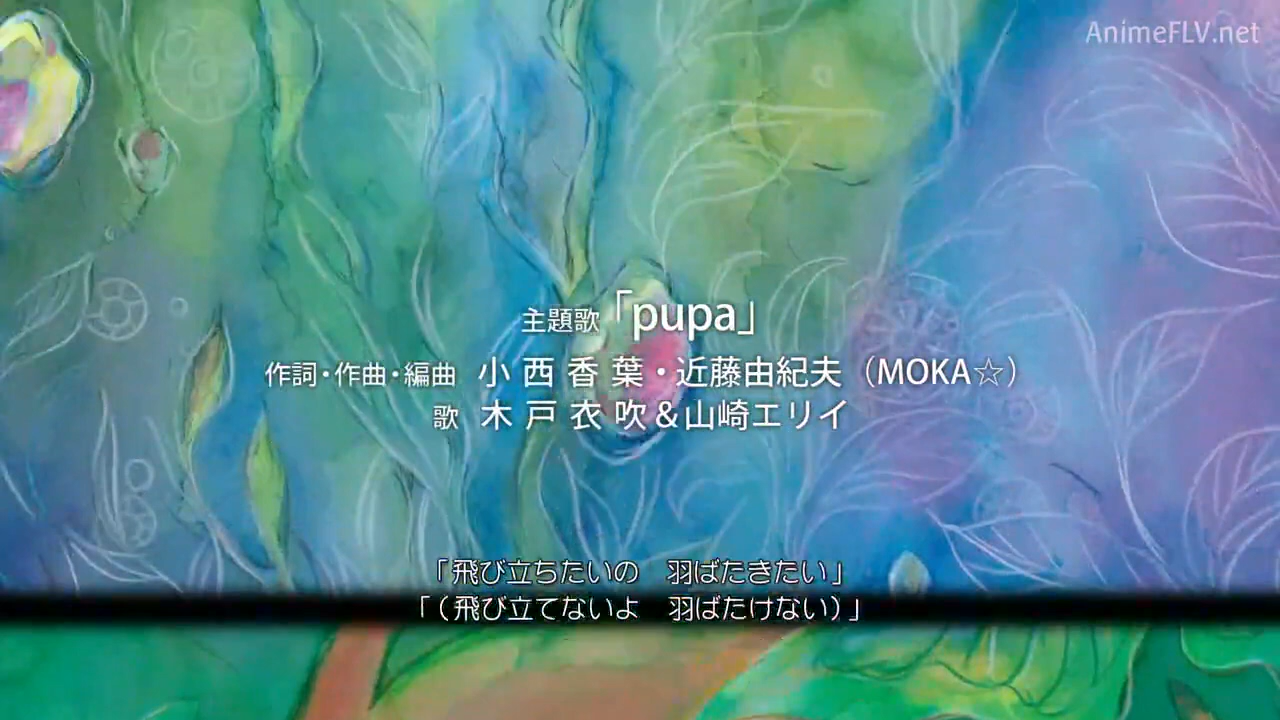 AnimeFLV.net
主題歌「pupa」
作詞・作曲・編曲 小西香葉・近藤由紀夫（MOKA☆）
歌 木戸衣吹＆山崎エリイ
「飛び立ちたいの　羽ばたきたい」
「（飛び立てないよ　羽ばたけない）」